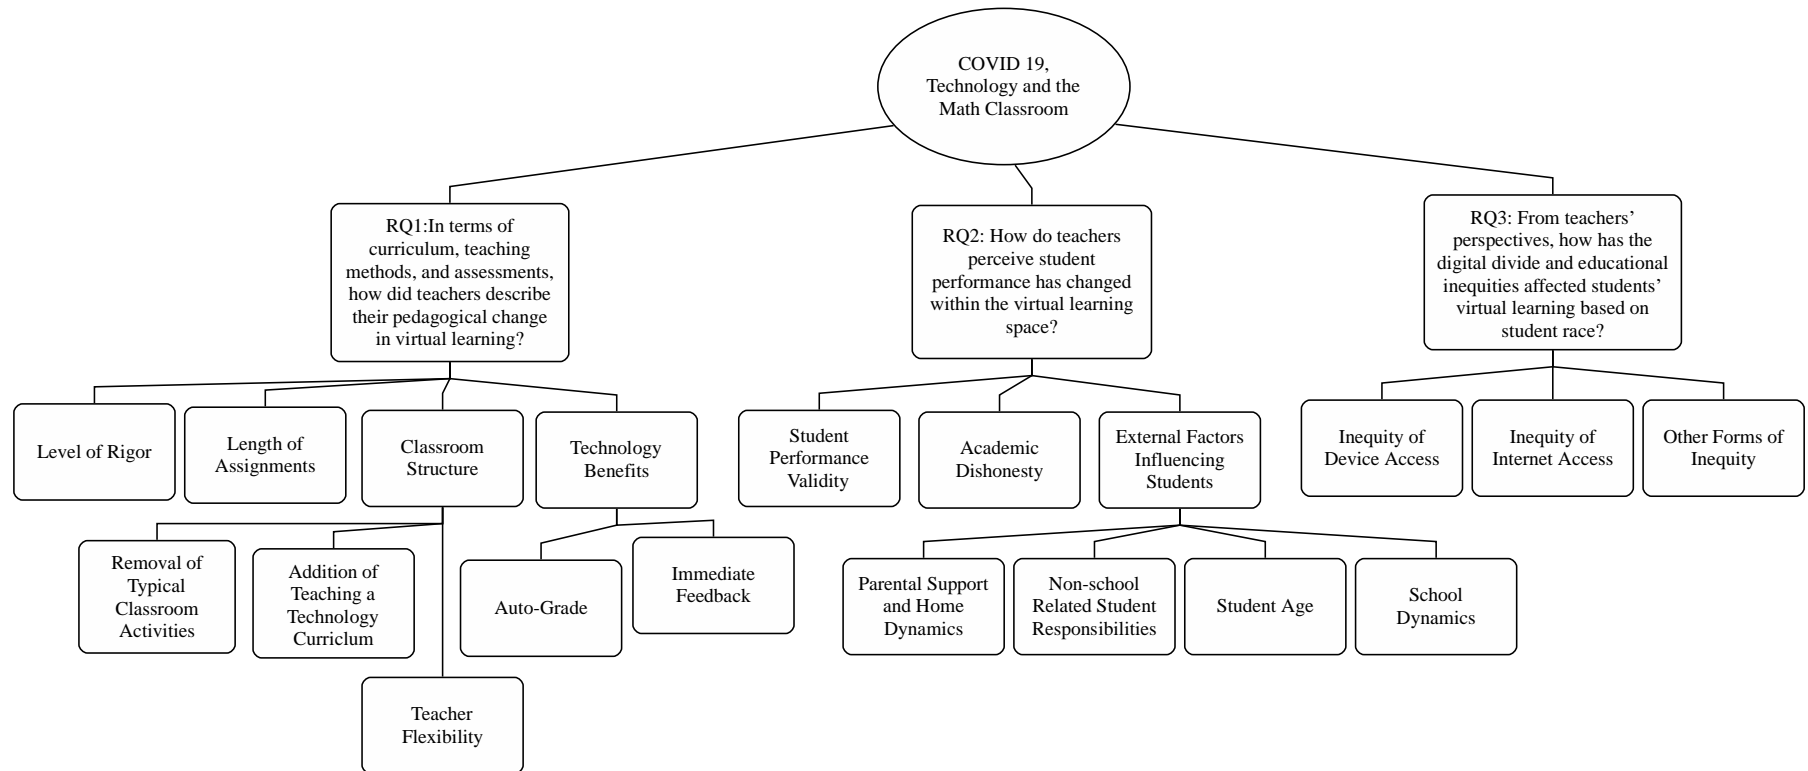 COVID 19,
Technology and the
Math Classroom
RQ1:In terms of
curriculum, teaching
methods, and assessments,
how did teachers describe
their pedagogical change
in virtual learning?
RQ2: How do teachers
perceive student
performance has changed
within the virtual learning
space?
RQ3: From teachers’
perspectives, how has the
digital divide and educational
inequities affected students’
virtual learning based on
student race?
Level of Rigor
Length of
Assignments
Classroom
Structure
Technology
Benefits
Student
Performance
Validity
Academic
Dishonesty
External Factors
Influencing
Students
Inequity of
Device Access
Inequity of
Internet Access
Other Forms of
Inequity
Removal of
Typical
Classroom
Activities
Addition of
Teaching a
Technology
Curriclum
Auto-Grade
Immediate
Feedback
Parental Support
and Home
Dynamics
Non-school
Related Student
Responsibilities
Student Age
School
Dynamics
Teacher
Flexibility